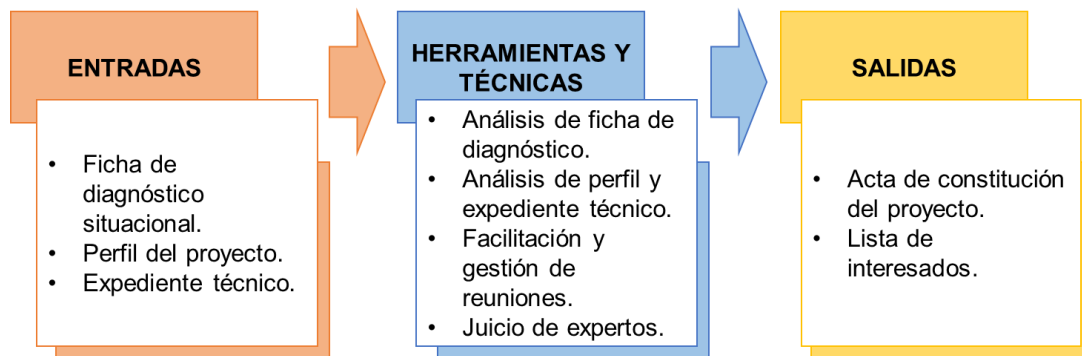 ENTRADAS
• Ficha de
diagnóstico
situacional.
• Perfil del proyecto.
• Expediente técnico.
HERRAMIENTAS Y
TÉCNICAS
• Análisis de ficha de
diagnóstico.
• Análisis de perfil y
expediente técnico.
• Facilitación y
gestión de
reuniones.
• Juicio de expertos.
SALIDAS
• Acta de constitución
del proyecto.
• Lista de
interesados.